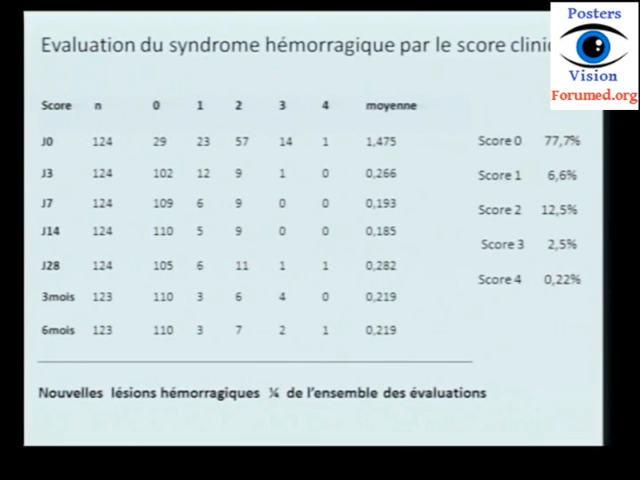 Evaluation du syndrome hémorragique par le score clini
Posters
Vision
Forumed.org
Score n 0 1 2 3 4 moyenne
J0 124 29 23 57 14 1 1,475
J3 124 102 12 9 1 0 0,266
J7 124 109 6 9 0 0 0,193
J14 124 110 5 9 0 0 0,185
J28 124 105 6 11 1 1 0,282
3mois 123 110 3 6 4 0 0,219
6mois 123 110 3 7 2 1 0,219
Score 0 77,7%
Score 1 6,6%
Score 2 12,5%
Score 3 2,5%
Score 4 0,22%
Nouvelles lésions hémorragiques ¼ de l'ensemble des évaluations